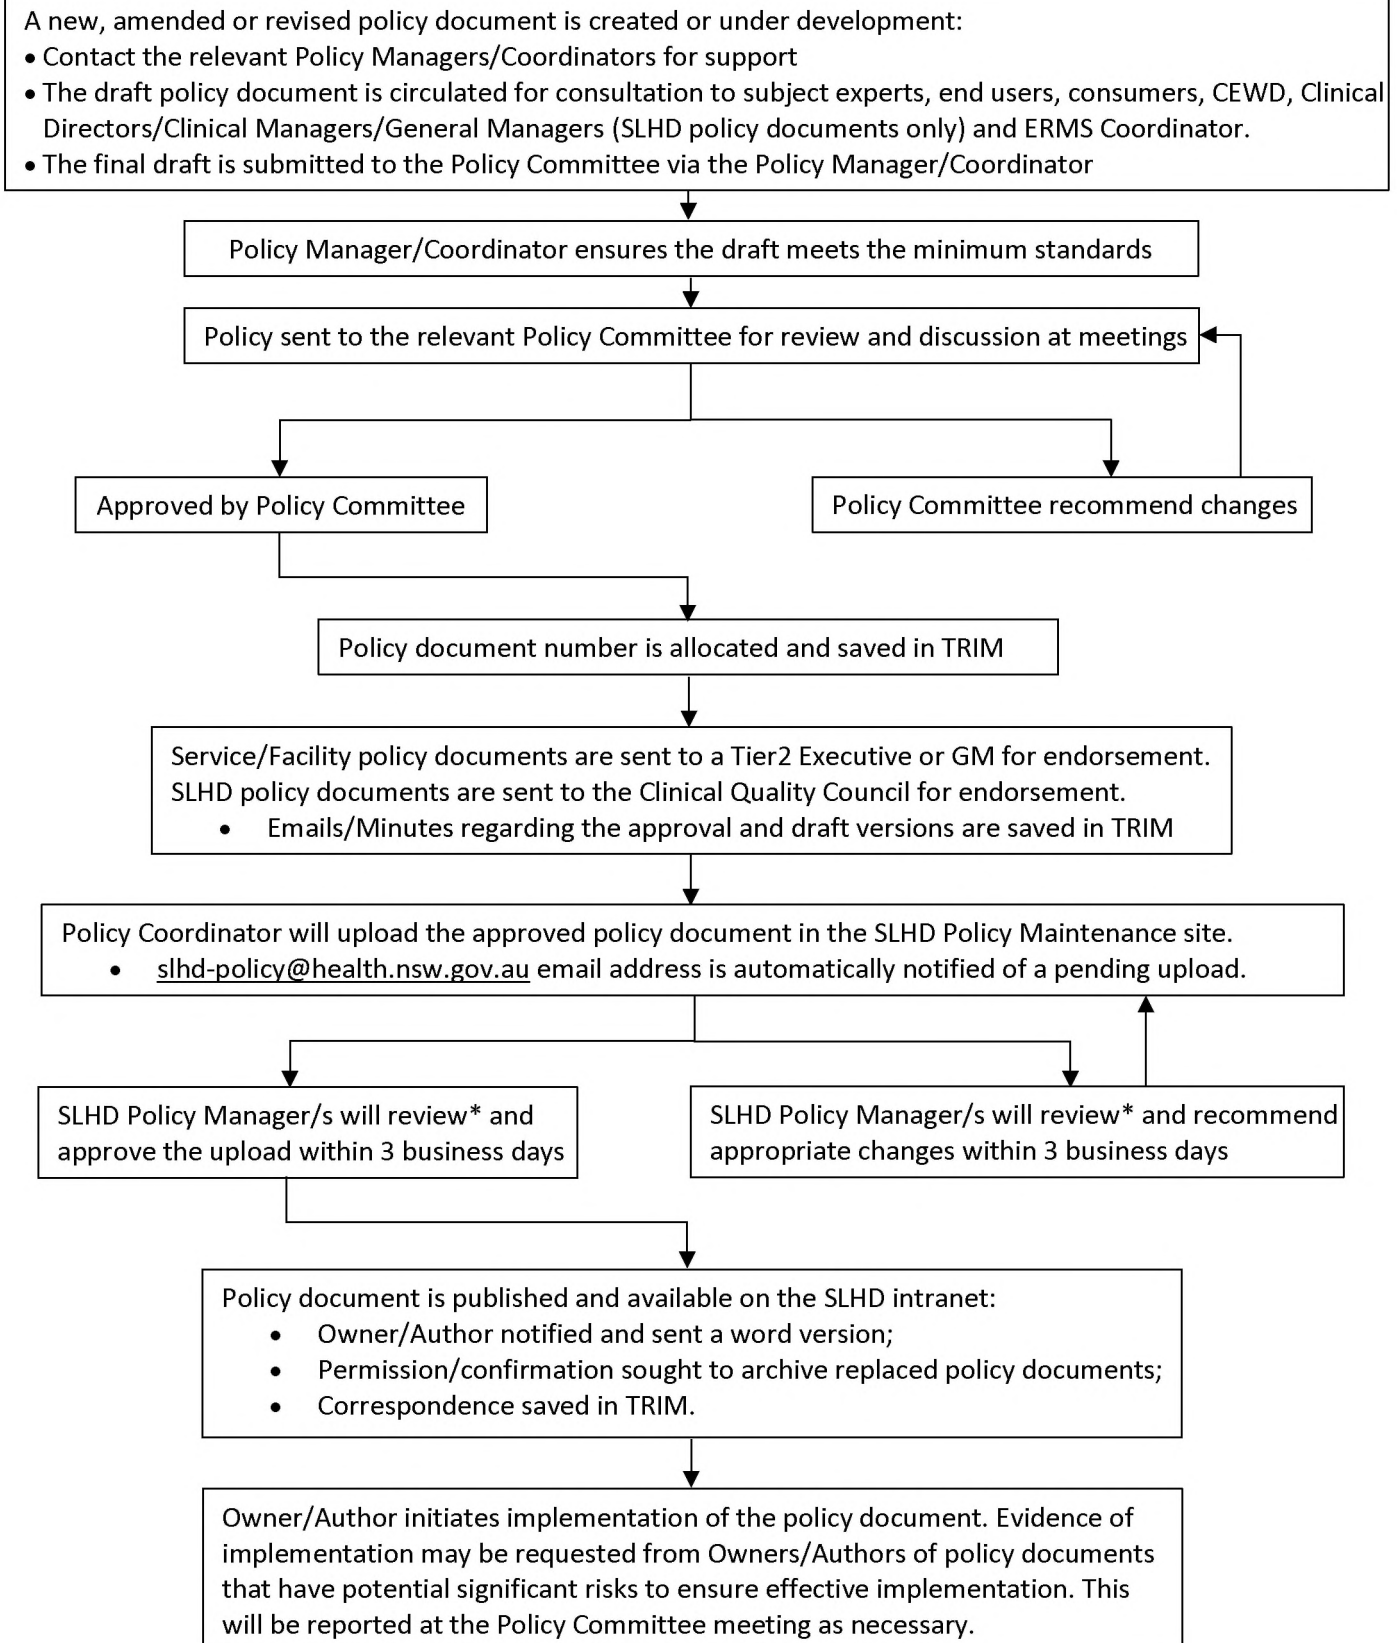 A new, amended or revised policy document is created or under development:
• Contact the relevant Policy Managers/Coordinators for support
• The draft policy document is circulated for consultation to subject experts, end users, consumers, CEWD, Clinical
Directors/Clinical Managers/General Managers (SLHD policy documents only) and ERMS Coordinator.
• The final draft is submitted to the Policy Committee via the Policy Manager/Coordinator
Policy Manager/Coordinator ensures the draft meets the minimum standards
Policy sent to the relevant Policy Committee for review and discussion at meetings
Approved by Policy Committee
Policy Committee recommend changes
Policy document number is allocated and saved in TRIM
Service/Facility policy documents are sent to a Tier2 Executive or GM for endorsement.
SLHD policy documents are sent to the Clinical Quality Council for endorsement.
• Emails/Minutes regarding the approval and draft versions are saved in TRIM
Policy Coordinator will upload the approved policy document in the SLHD Policy Maintenance site.
• slhd-policy@health.nsw.gov.au email address is automatically notified of a pending upload.
SLHD Policy Manager/s will review* and
approve the upload within 3 business days
SLHD Policy Manager/s will review* and recommend
appropriate changes within 3 business days
Policy document is published and available on the SLHD intranet:
• Owner/Author notified and sent a word version;
• Permission/confirmation sought to archive replaced policy documents;
• Correspondence saved in TRIM.
Owner/Author initiates implementation of the policy document. Evidence of
implementation may be requested from Owners/Authors of policy documents
that have potential significant risks to ensure effective implementation. This
will be reported at the Policy Committee meeting as necessary.